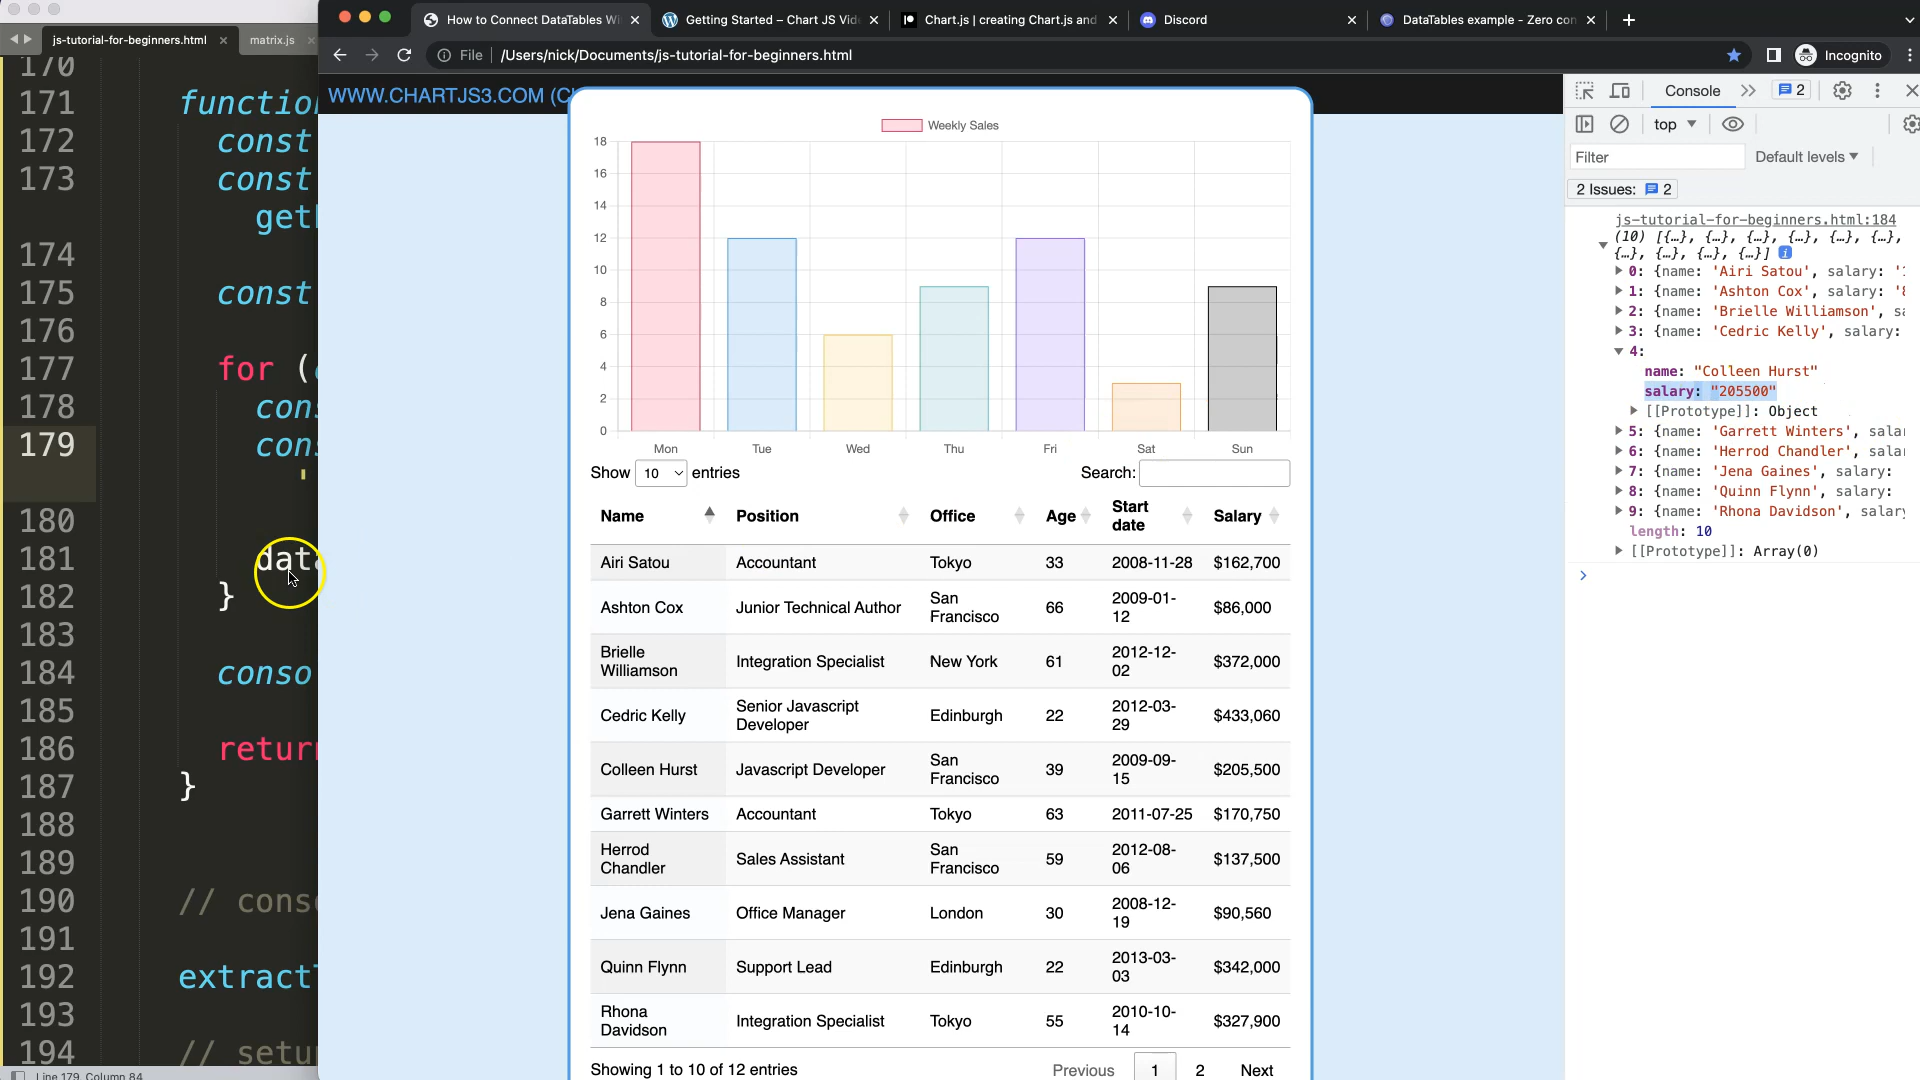 js-tutorial-for-beginners.html
matrix.js
170
171 function
172 const
173 const
get
174
175 const
176
177 for (
178 cons
179 cons
'
180
181 data
182 }
183
184 conso
185
186 return
187 }
188
189
190 // conso
191
192 extractT
193
194 // setup
Line 179, Column 84
How to Connect DataTables Wi
Getting Started – Chart JS Vide
Chart.js | creating Chart.js and
Discord
DataTables example - Zero con
File /Users/nick/Documents/js-tutorial-for-beginners.html
Incognito
WWW.CHARTJS3.COM (C
Weekly Sales
18
16
14
12
10
8
6
4
2
0
Mon Tue Wed Thu Fri Sat Sun
Show 10 entries Search:
Name Position Office Age Start date Salary
Airi Satou Accountant Tokyo 33 2008-11-28 $162,700
Ashton Cox Junior Technical Author San Francisco 66 2009-01-12 $86,000
Brielle Williamson Integration Specialist New York 61 2012-12-02 $372,000
Cedric Kelly Senior Javascript Developer Edinburgh 22 2012-03-29 $433,060
Colleen Hurst Javascript Developer San Francisco 39 2009-09-15 $205,500
Garrett Winters Accountant Tokyo 63 2011-07-25 $170,750
Herrod Chandler Sales Assistant San Francisco 59 2012-08-06 $137,500
Jena Gaines Office Manager London 30 2008-12-19 $90,560
Quinn Flynn Support Lead Edinburgh 22 2013-03-03 $342,000
Rhona Davidson Integration Specialist Tokyo 55 2010-10-14 $327,900
Showing 1 to 10 of 12 entries Previous 1 2 Next
Console 2
top
Filter Default levels
2 Issues: 2
js-tutorial-for-beginners.html:184
(10) [{…}, {…}, {…}, {…}, {…}, {…},
{…}, {…}, {…}, {…}]
0: {name: 'Airi Satou', salary: '1
1: {name: 'Ashton Cox', salary: '8
2: {name: 'Brielle Williamson', sa
3: {name: 'Cedric Kelly', salary:
4:
name: "Colleen Hurst"
salary: "205500"
[[Prototype]]: Object
5: {name: 'Garrett Winters', salar
6: {name: 'Herrod Chandler', salar
7: {name: 'Jena Gaines', salary:
8: {name: 'Quinn Flynn', salary:
9: {name: 'Rhona Davidson', salary
length: 10
[[Prototype]]: Array(0)